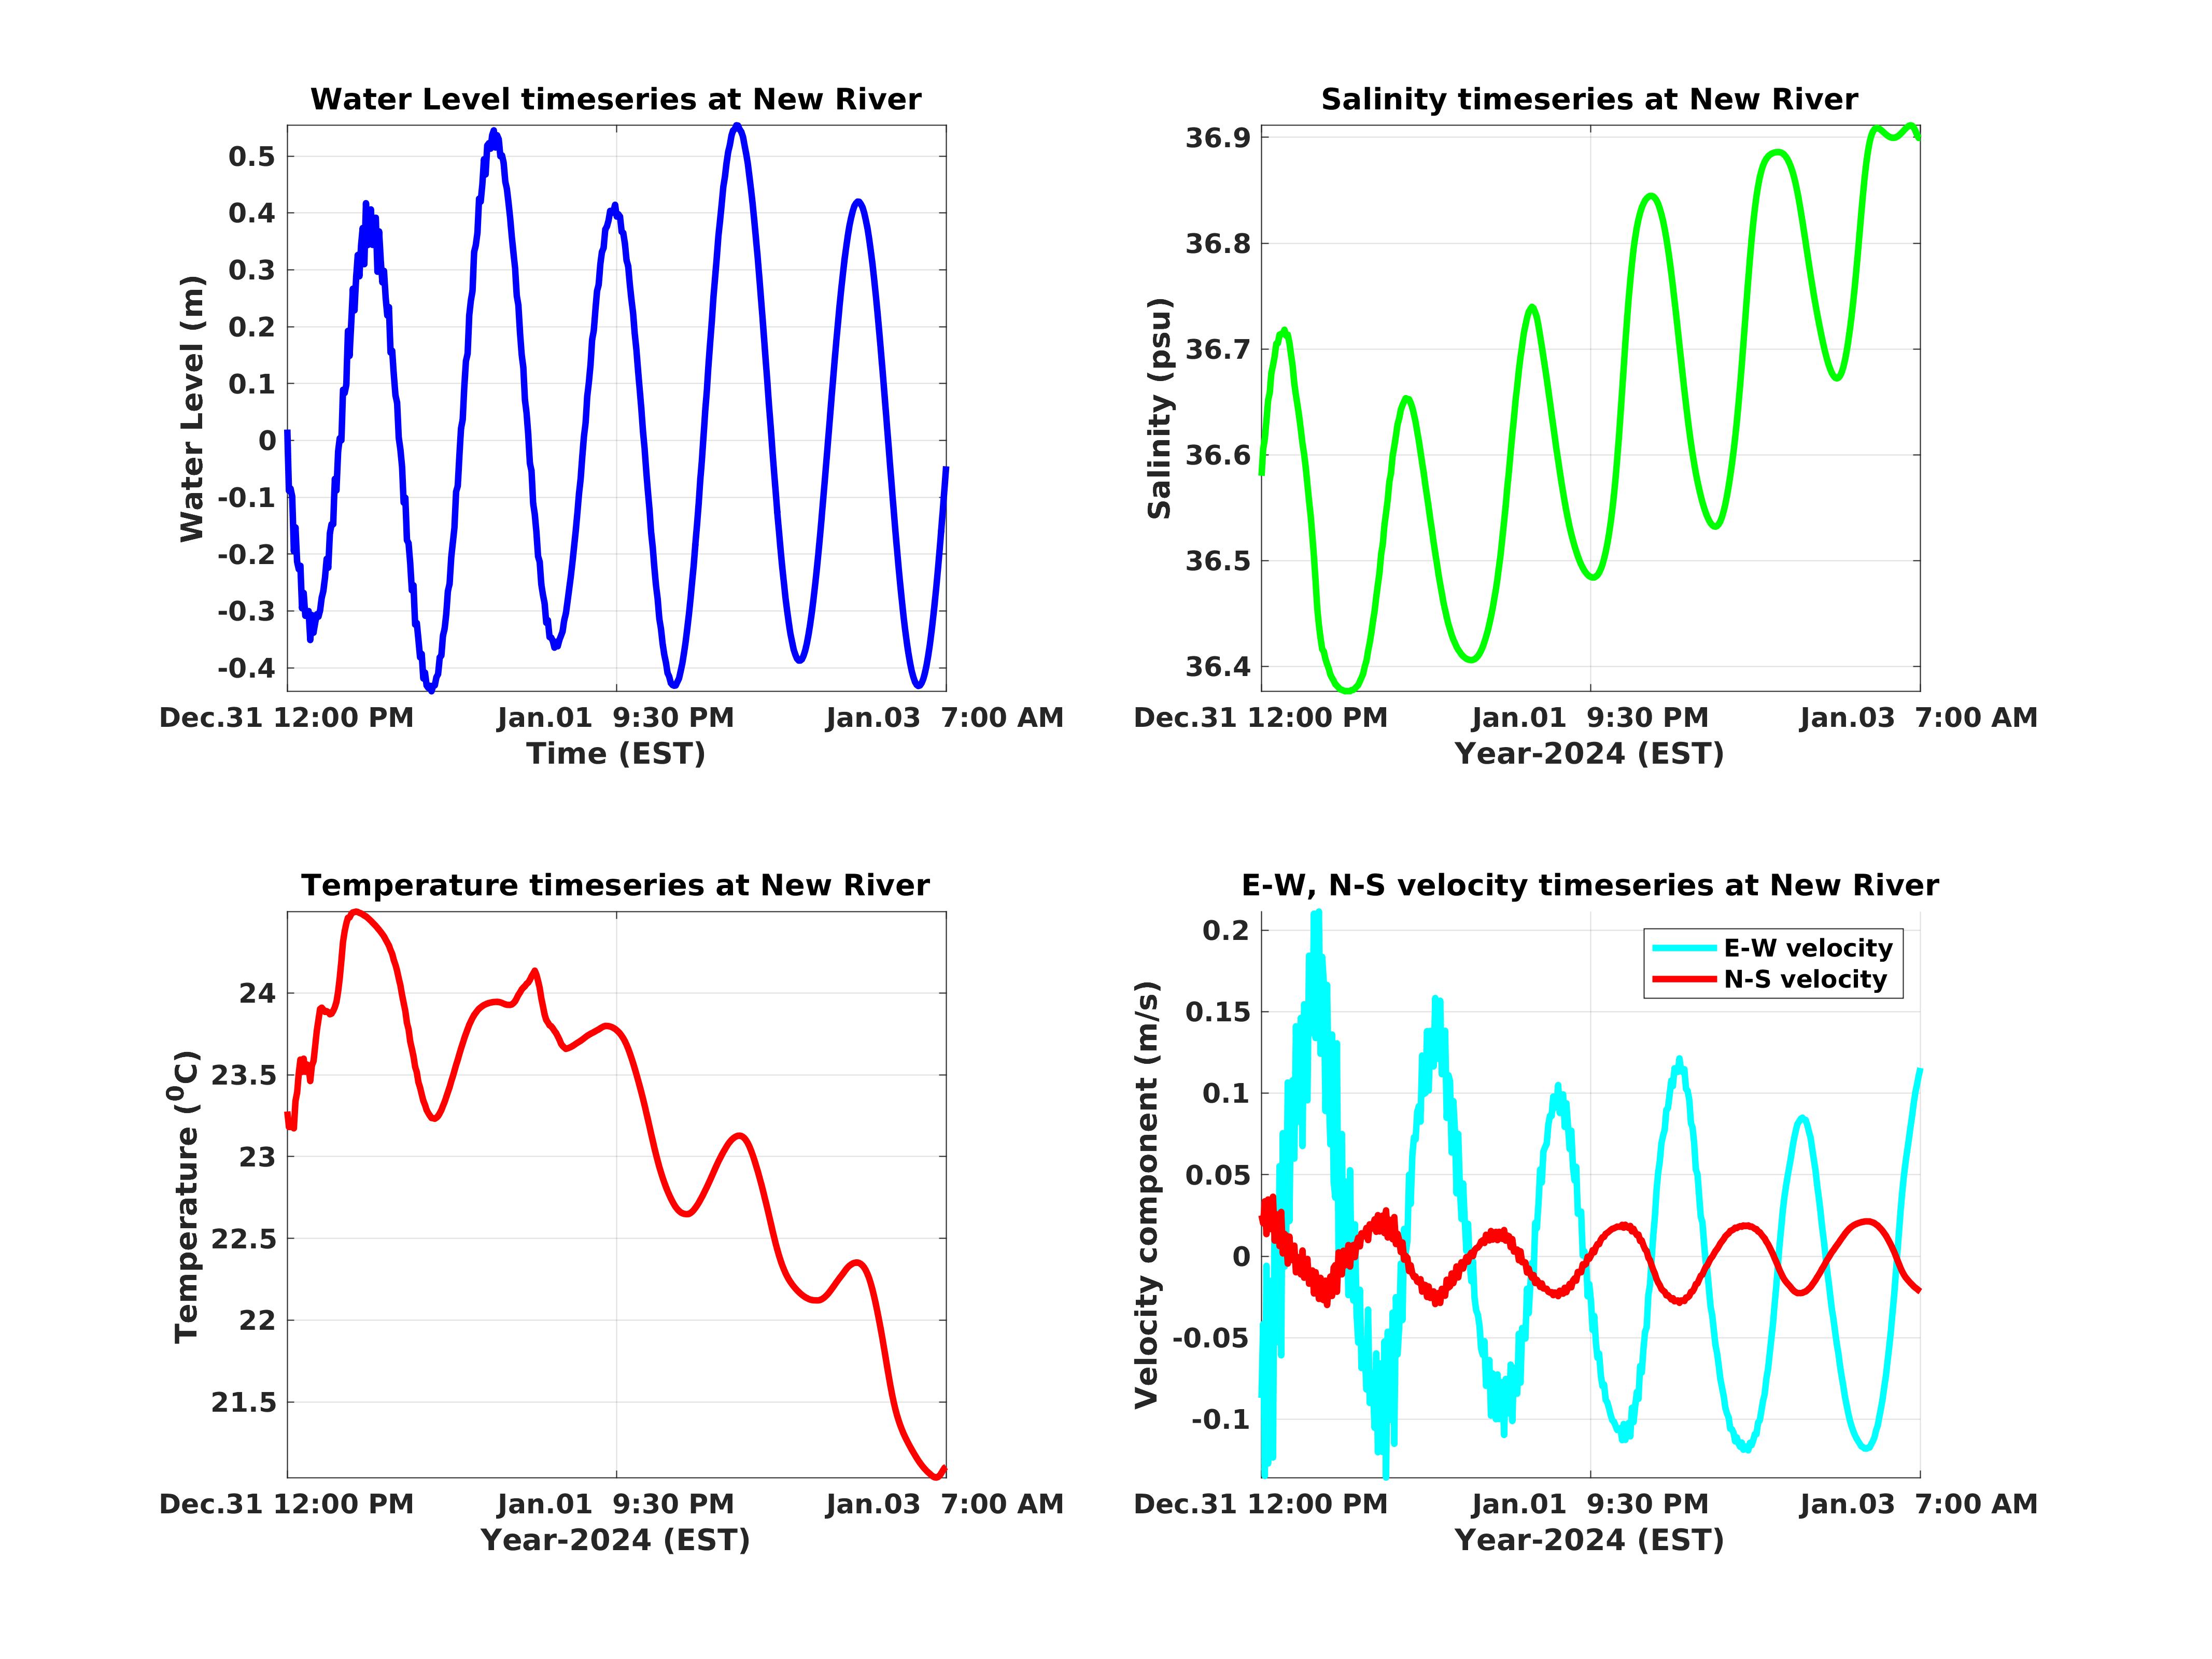 Water Level timeseries at New River
Water Level (m)
0.5
0.4
0.3
0.2
0.1
0
-0.1
-0.2
-0.3
-0.4
Dec.31 12:00 PM
Jan.01  9:30 PM
Jan.03  7:00 AM
Time (EST)
Salinity timeseries at New River
Salinity (psu)
36.9
36.8
36.7
36.6
36.5
36.4
Dec.31 12:00 PM
Jan.01  9:30 PM
Jan.03  7:00 AM
Year-2024 (EST)
Temperature timeseries at New River
Temperature (⁰C)
24
23.5
23
22.5
22
21.5
Dec.31 12:00 PM
Jan.01  9:30 PM
Jan.03  7:00 AM
Year-2024 (EST)
E-W, N-S velocity timeseries at New River
Velocity component (m/s)
0.2
0.15
0.1
0.05
0
-0.05
-0.1
E-W velocity
N-S velocity
Dec.31 12:00 PM
Jan.01  9:30 PM
Jan.03  7:00 AM
Year-2024 (EST)